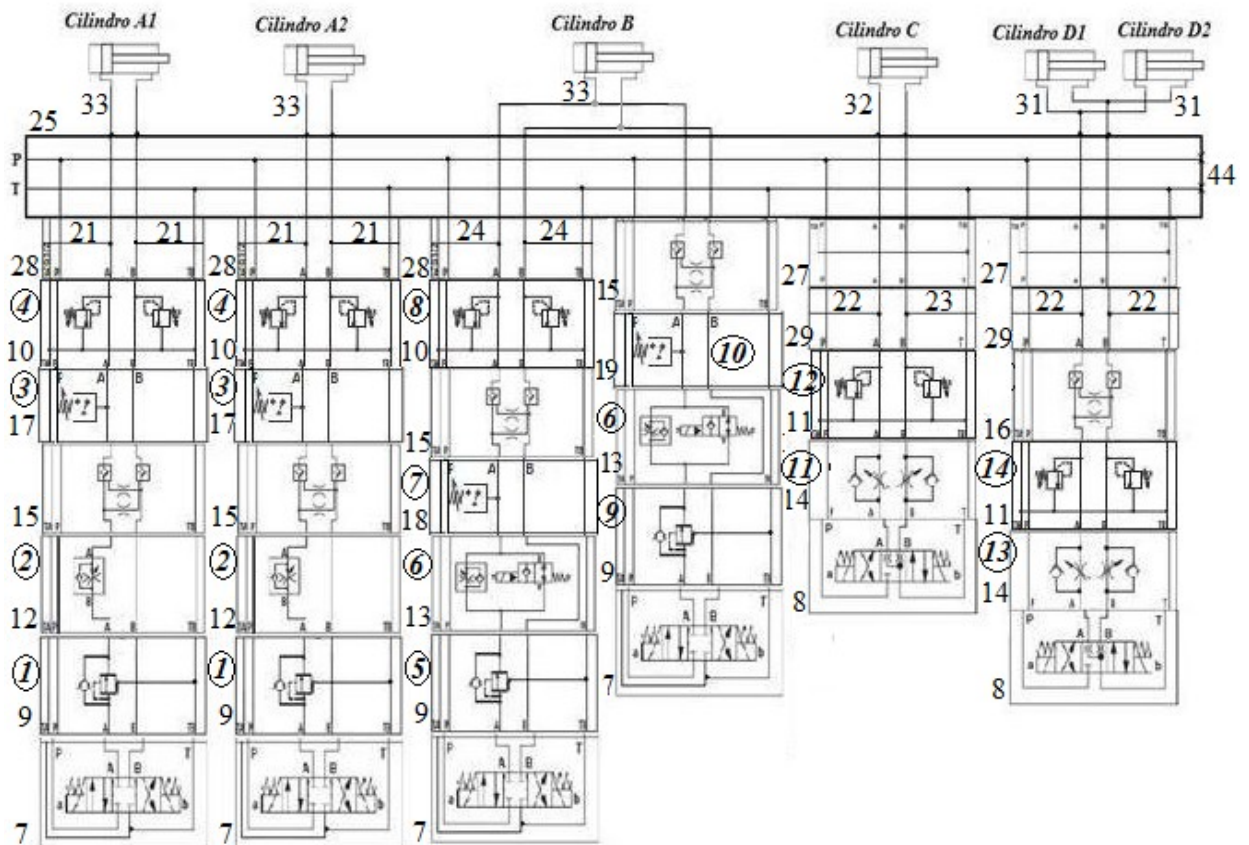 Cilindro A1 Cilindro A2 Cilindro B Cilindro C Cilindro D1 Cilindro D2
33 33 33 32 31 31
25
P
T
44
21 21 21 21 24 24
28 28 28 15 27 27
22 23 22 22
4 4 8
10 10 10 19 10 29 29
P A B
3 3 12
17 17 15 6 11 16
P A B P A B P A B
7 11 14
15 15 18 13 14 11
2 2 6 9 13
12 12 13 9 8 14
P A B T
a b
1 1 5 7 8
9 9 9
P A B T P A B T P A B T
a b a b a b
7 7 7